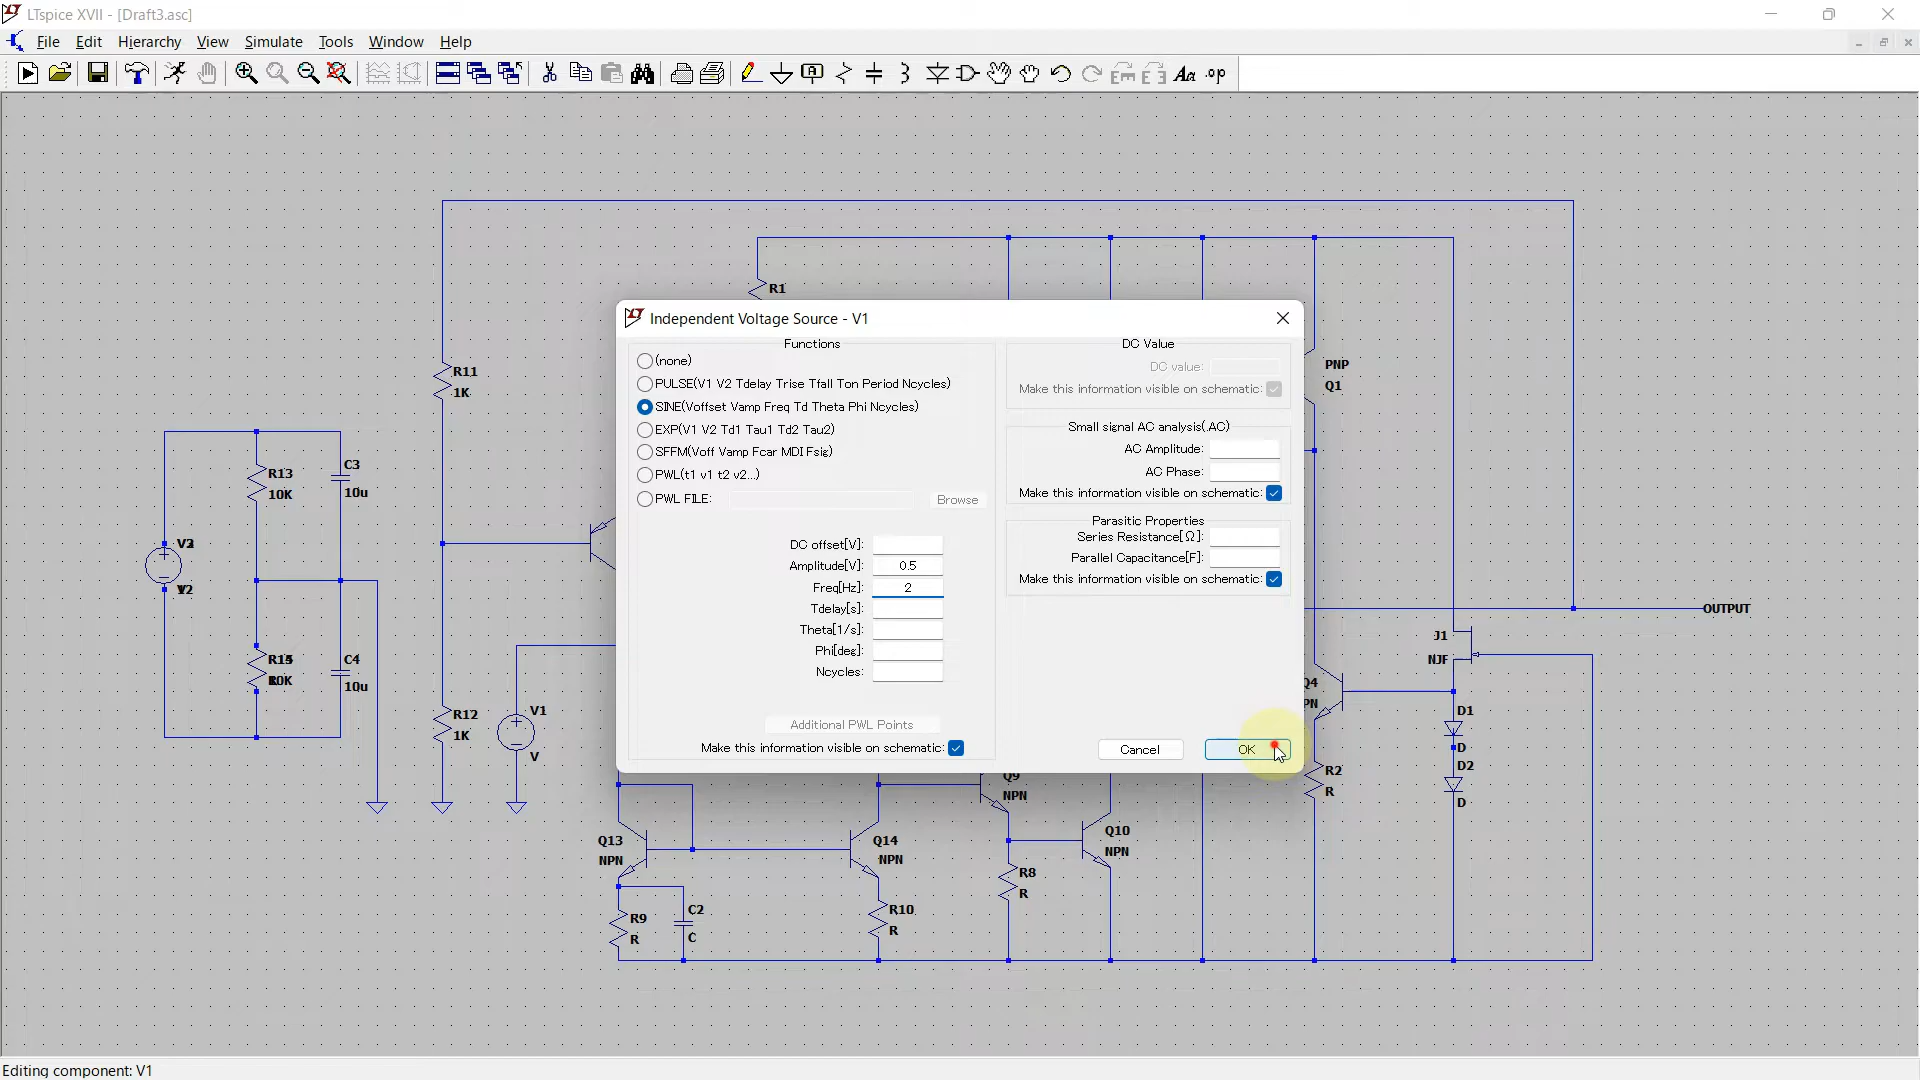 LTspice XVII - [Draft3.asc]
File Edit Hierarchy View Simulate Tools Window Help
Aa .op
R1
Independent Voltage Source - V1
Functions
(none)
PULSE(V1 V2 Tdelay Trise Tfall Ton Period Ncycles)
SINE(Voffset Vamp Freq Td Theta Phi Ncycles)
EXP(V1 V2 Td1 Tau1 Td2 Tau2)
SFFM(Voff Vamp Fcar MDI Fsig)
PWL(t1 v1 t2 v2...)
PWL FILE:
Browse
DC offset[V]:
Amplitude[V]: 0.5
Freq[Hz]: 2
Tdelay[s]:
Theta[1/s]:
Phi[deg]:
Ncycles:
Additional PWL Points
Make this information visible on schematic:
DC Value
DC value:
Make this information visible on schematic:
Small signal AC analysis(.AC)
AC Amplitude:
AC Phase:
Make this information visible on schematic:
Parasitic Properties
Series Resistance[Ω]:
Parallel Capacitance[F]:
Make this information visible on schematic:
Cancel
OK
PNP
Q1
R11
1K
R13
10K
C3
10u
C4
10u
R12
1K
V1
V
OUTPUT
J1
NJF
Q4
PN
D1
D
D2
D
R2
R
Q9
NPN
Q10
NPN
Q13
NPN
Q14
NPN
R8
R
R9
R
C2
C
R10
R
Editing component: V1